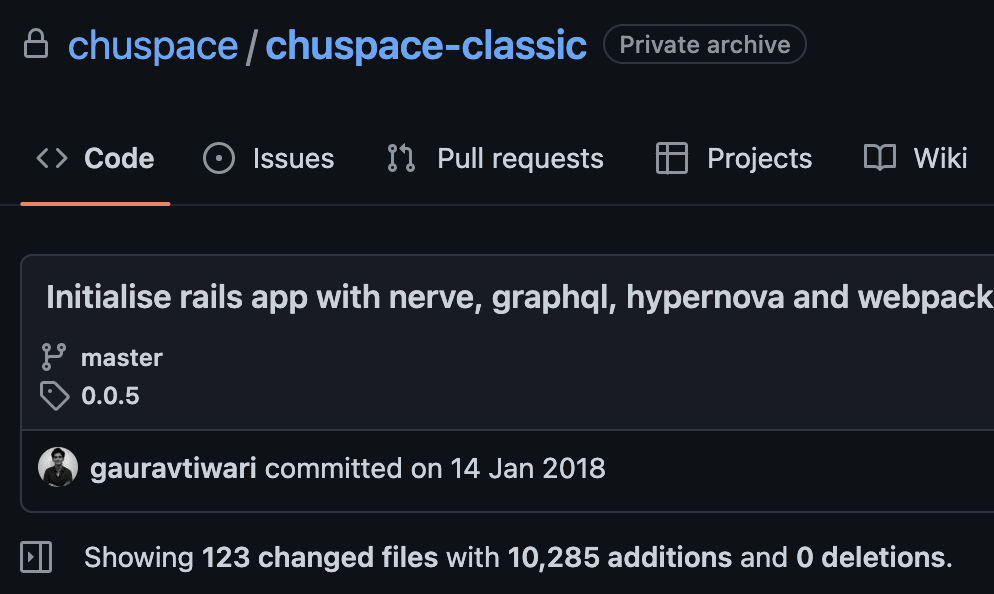 chuspace / chuspace-classic Private archive
Code Issues Pull requests Projects Wiki
Initialise rails app with nerve, graphql, hypernova and webpack
master
0.0.5
gauravtiwari committed on 14 Jan 2018
Showing 123 changed files with 10,285 additions and 0 deletions.